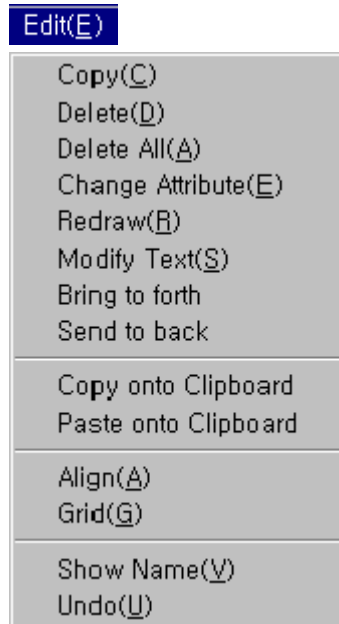 Edit(E)
Copy(C)
Delete(D)
Delete All(A)
Change Attribute(E)
Redraw(R)
Modify Text(S)
Bring to forth
Send to back
Copy onto Clipboard
Paste onto Clipboard
Align(A)
Grid(G)
Show Name(V)
Undo(U)